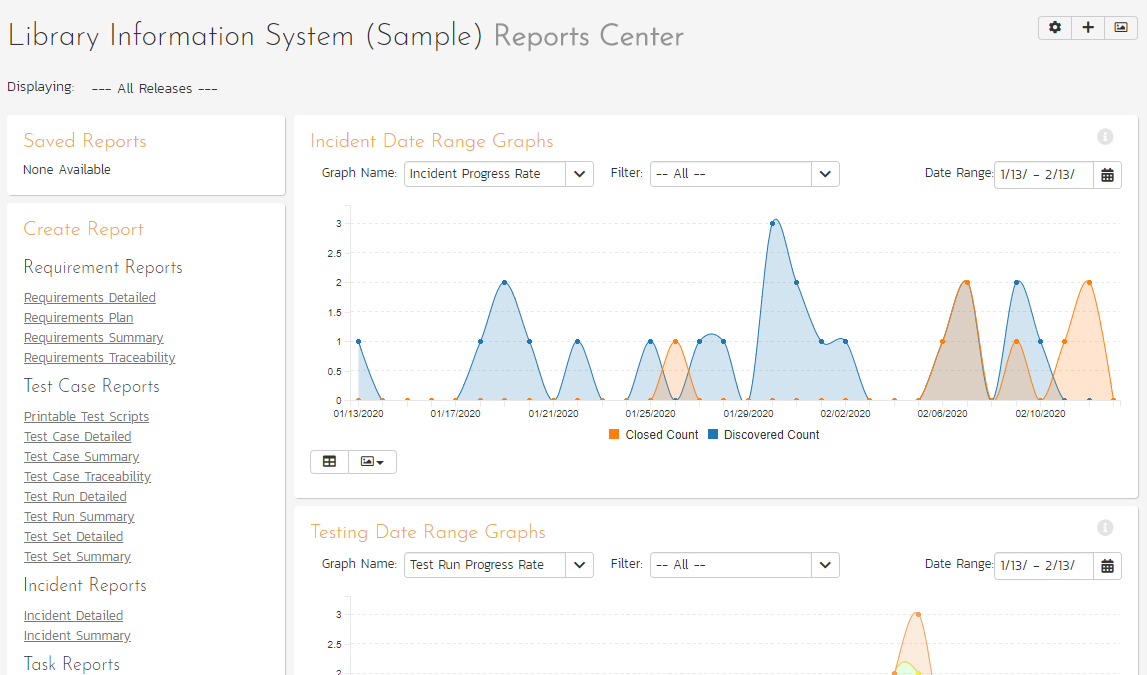 Library Information System (Sample) Reports Center
Displaying: --- All Releases ---
Saved Reports
None Available
Create Report
Requirement Reports
Requirements Detailed
Requirements Plan
Requirements Summary
Requirements Traceability
Test Case Reports
Printable Test Scripts
Test Case Detailed
Test Case Summary
Test Case Traceability
Test Run Detailed
Test Run Summary
Test Set Detailed
Test Set Summary
Incident Reports
Incident Detailed
Incident Summary
Task Reports
Incident Date Range Graphs
Graph Name: Incident Progress Rate Filter: -- All -- Date Range: 1/13/ - 2/13/
3
2.5
2
1.5
1
0.5
0
01/13/2020 01/17/2020 01/21/2020 01/25/2020 01/29/2020 02/02/2020 02/06/2020 02/10/2020
Closed Count Discovered Count
Testing Date Range Graphs
Graph Name: Test Run Progress Rate Filter: -- All -- Date Range: 1/13/ - 2/13/
3
2.5
2